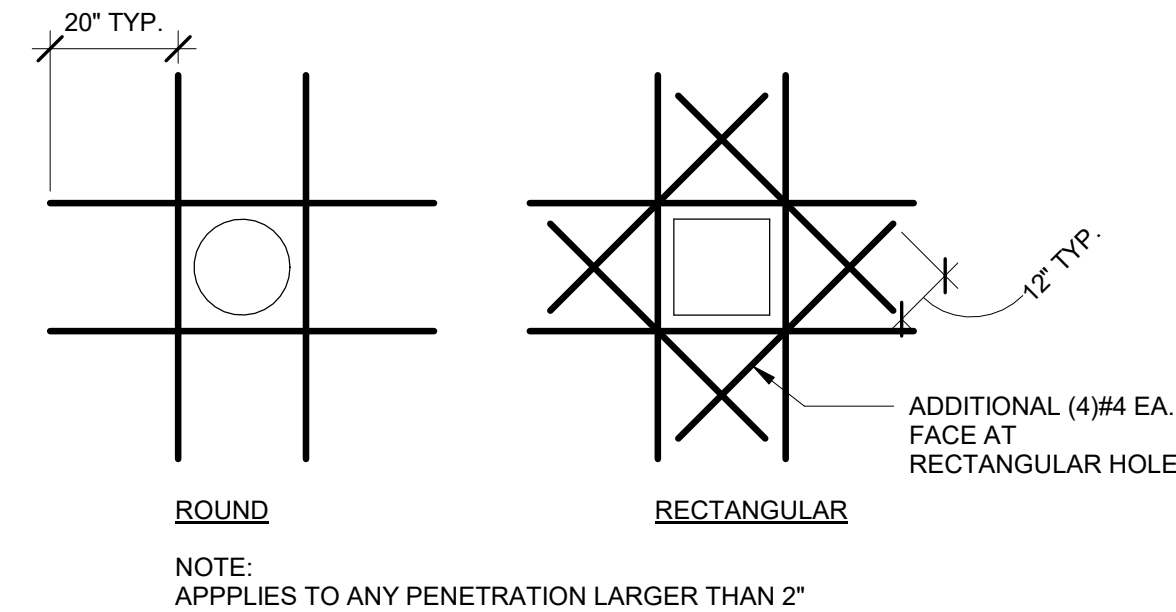 20" TYP.
12" TYP.
ADDITIONAL (4)#4 EA.
FACE AT
RECTANGULAR HOLE
ROUND
RECTANGULAR
NOTE:
APPPLIES TO ANY PENETRATION LARGER THAN 2"